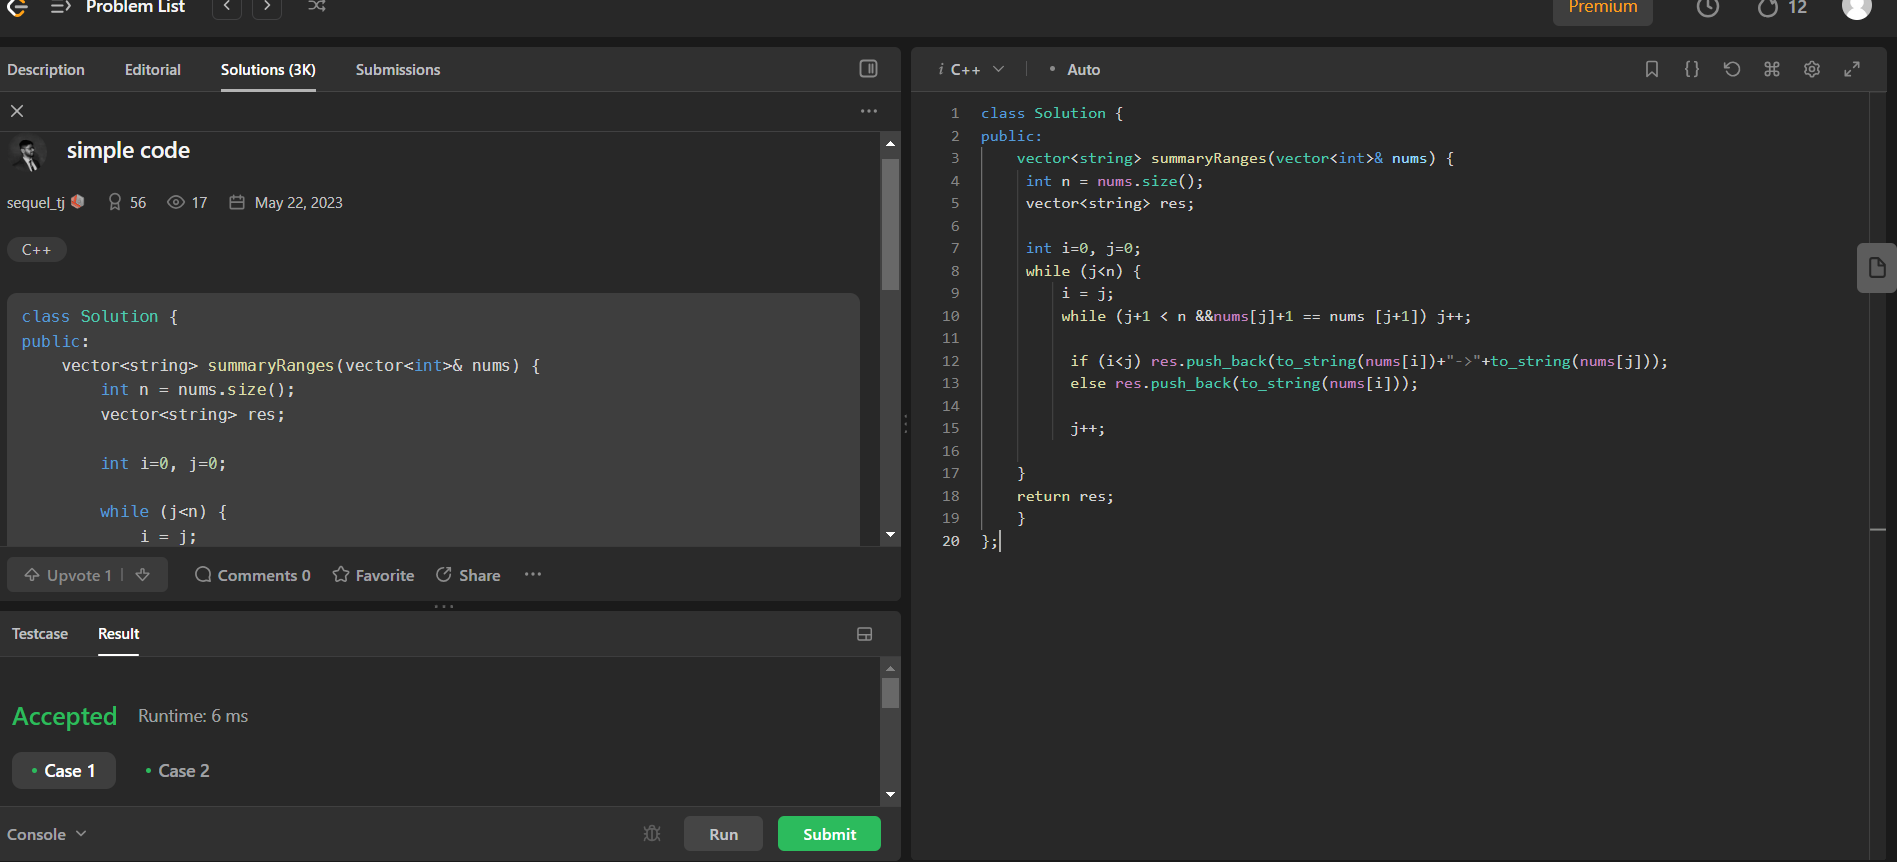 Problem List
Premium
12
Description Editorial Solutions (3K) Submissions
simple code
sequel_tj 56 17 May 22, 2023
C++
class Solution {
public:
    vector<string> summaryRanges(vector<int>& nums) {
        int n = nums.size();
        vector<string> res;
        int i=0, j=0;
        while (j<n) {
            i = j;
Upvote 1 Comments 0 Favorite Share
Testcase Result
Accepted Runtime: 6 ms
Case 1 Case 2
Console Run Submit
i C++ • Auto
1 class Solution {
2 public:
3     vector<string> summaryRanges(vector<int>& nums) {
4      int n = nums.size();
5      vector<string> res;
6
7      int i=0, j=0;
8      while (j<n) {
9          i = j;
10         while (j+1 < n &&nums[j]+1 == nums [j+1]) j++;
11
12          if (i<j) res.push_back(to_string(nums[i])+"->"+to_string(nums[j]));
13          else res.push_back(to_string(nums[i]));
14
15          j++;
16
17     }
18     return res;
19     }
20 };